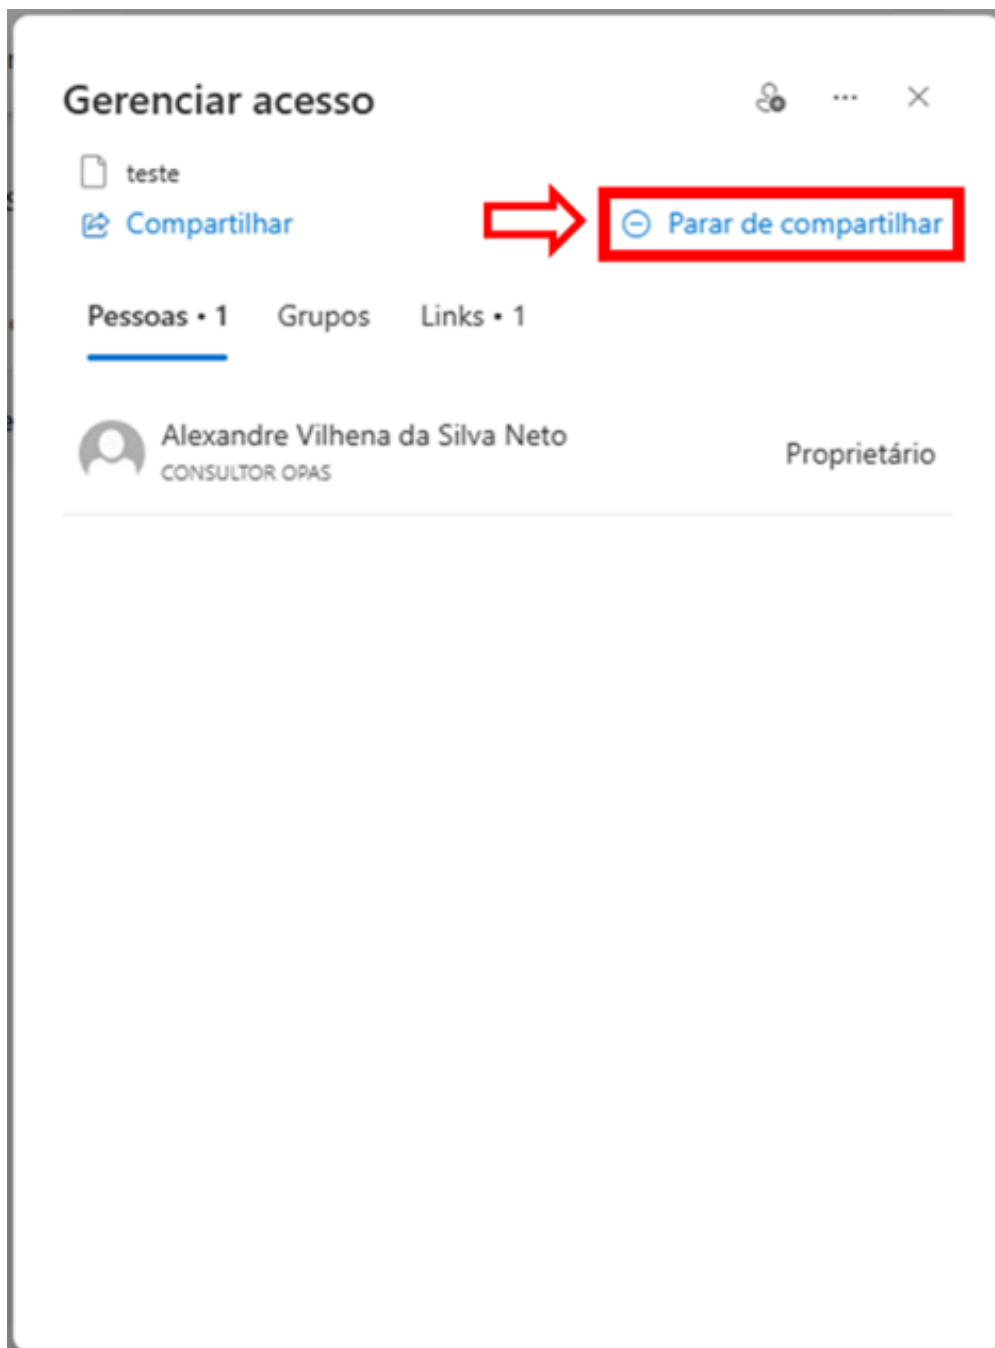 Gerenciar acesso
teste
Compartilhar
Parar de compartilhar
Pessoas • 1 Grupos Links • 1
Alexandre Vilhena da Silva Neto
CONSULTOR OPAS
Proprietário